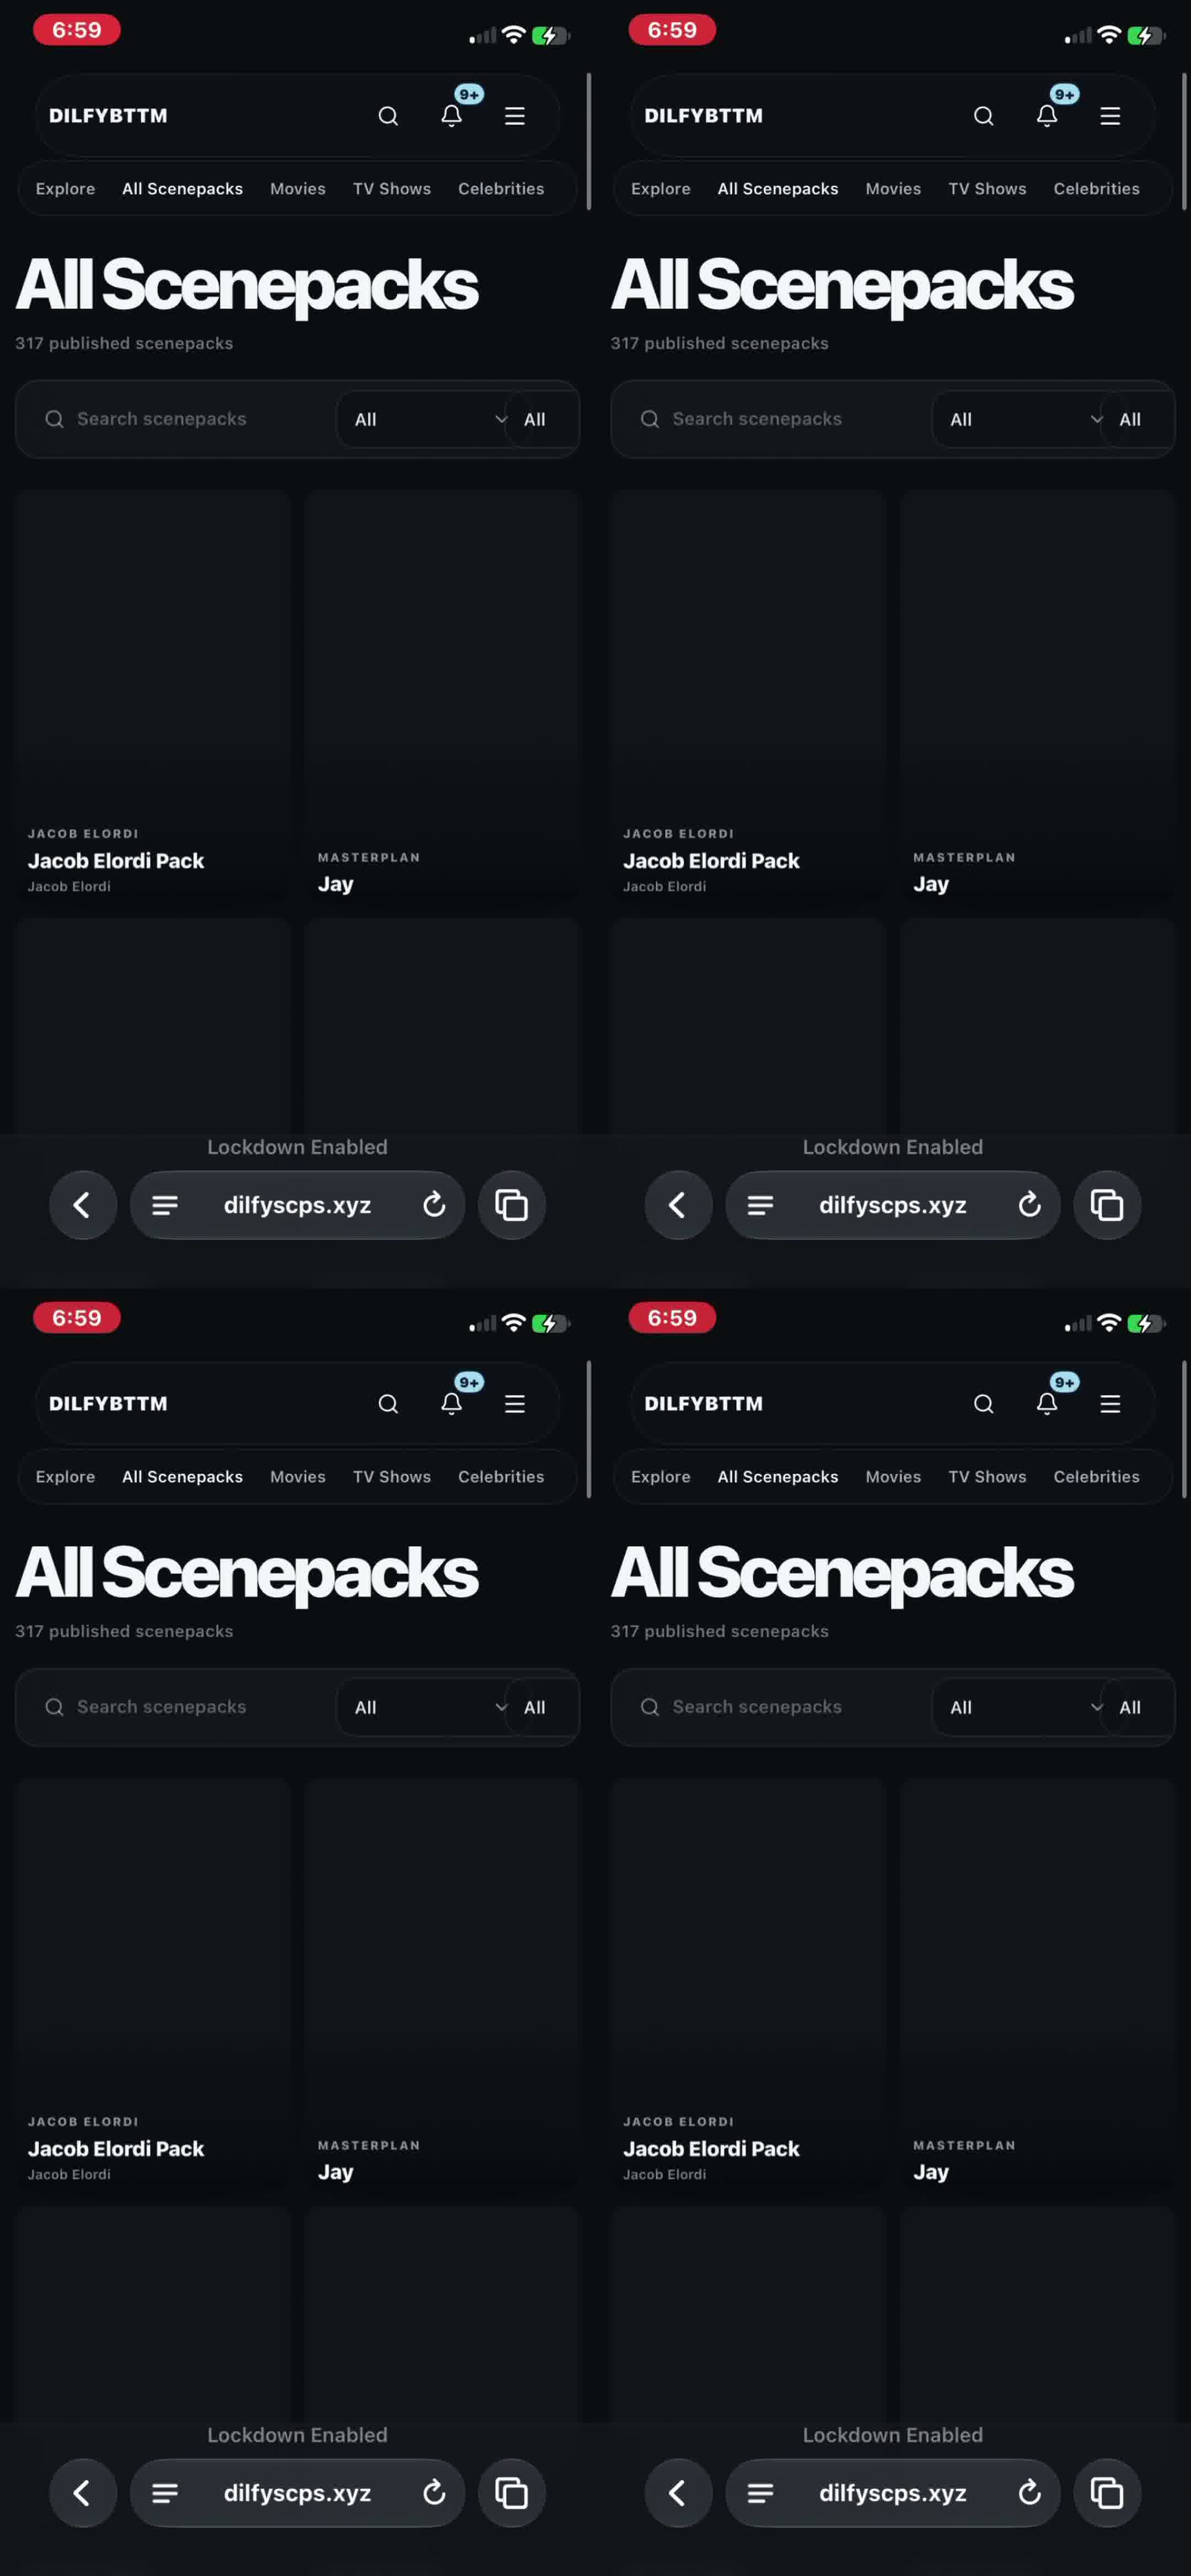 6:59
9+
DILFYBTTM
Explore All Scenepacks Movies TV Shows Celebrities
All Scenepacks
317 published scenepacks
Search scenepacks All All
JACOB ELORDI
Jacob Elordi Pack
Jacob Elordi
MASTERPLAN
Jay
Lockdown Enabled
dilfyscps.xyz
6:59
9+
DILFYBTTM
Explore All Scenepacks Movies TV Shows Celebrities
All Scenepacks
317 published scenepacks
Search scenepacks All All
JACOB ELORDI
Jacob Elordi Pack
Jacob Elordi
MASTERPLAN
Jay
Lockdown Enabled
dilfyscps.xyz
6:59
9+
DILFYBTTM
Explore All Scenepacks Movies TV Shows Celebrities
All Scenepacks
317 published scenepacks
Search scenepacks All All
JACOB ELORDI
Jacob Elordi Pack
Jacob Elordi
MASTERPLAN
Jay
Lockdown Enabled
dilfyscps.xyz
6:59
9+
DILFYBTTM
Explore All Scenepacks Movies TV Shows Celebrities
All Scenepacks
317 published scenepacks
Search scenepacks All All
JACOB ELORDI
Jacob Elordi Pack
Jacob Elordi
MASTERPLAN
Jay
Lockdown Enabled
dilfyscps.xyz